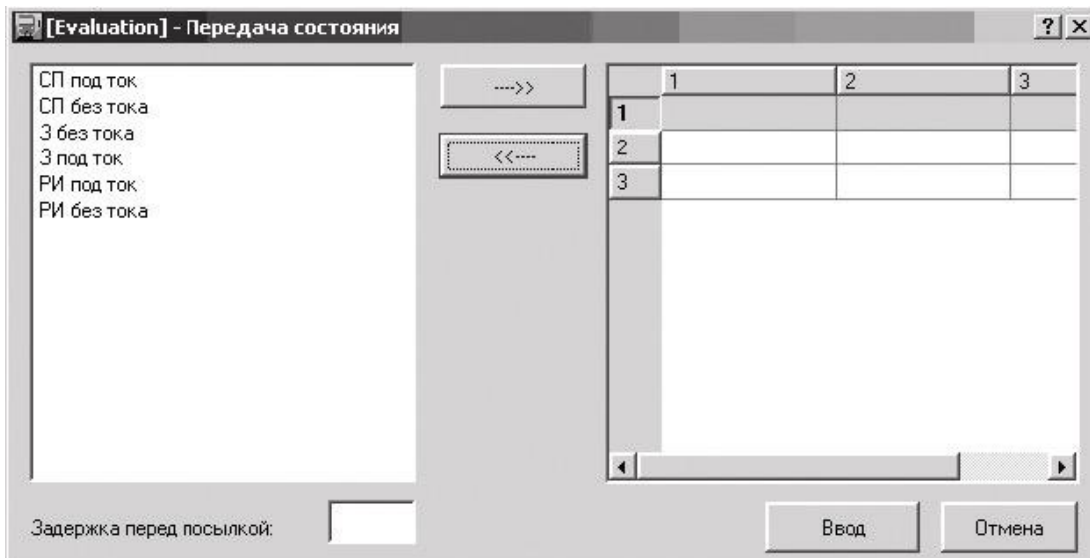 [Evaluation] - Передача состояния
СП под ток
СП без тока
З без тока
З под ток
РИ под ток
РИ без тока
---->>
<<----
1 2 3
1
2
3
Задержка перед посылкой:
Ввод Отмена